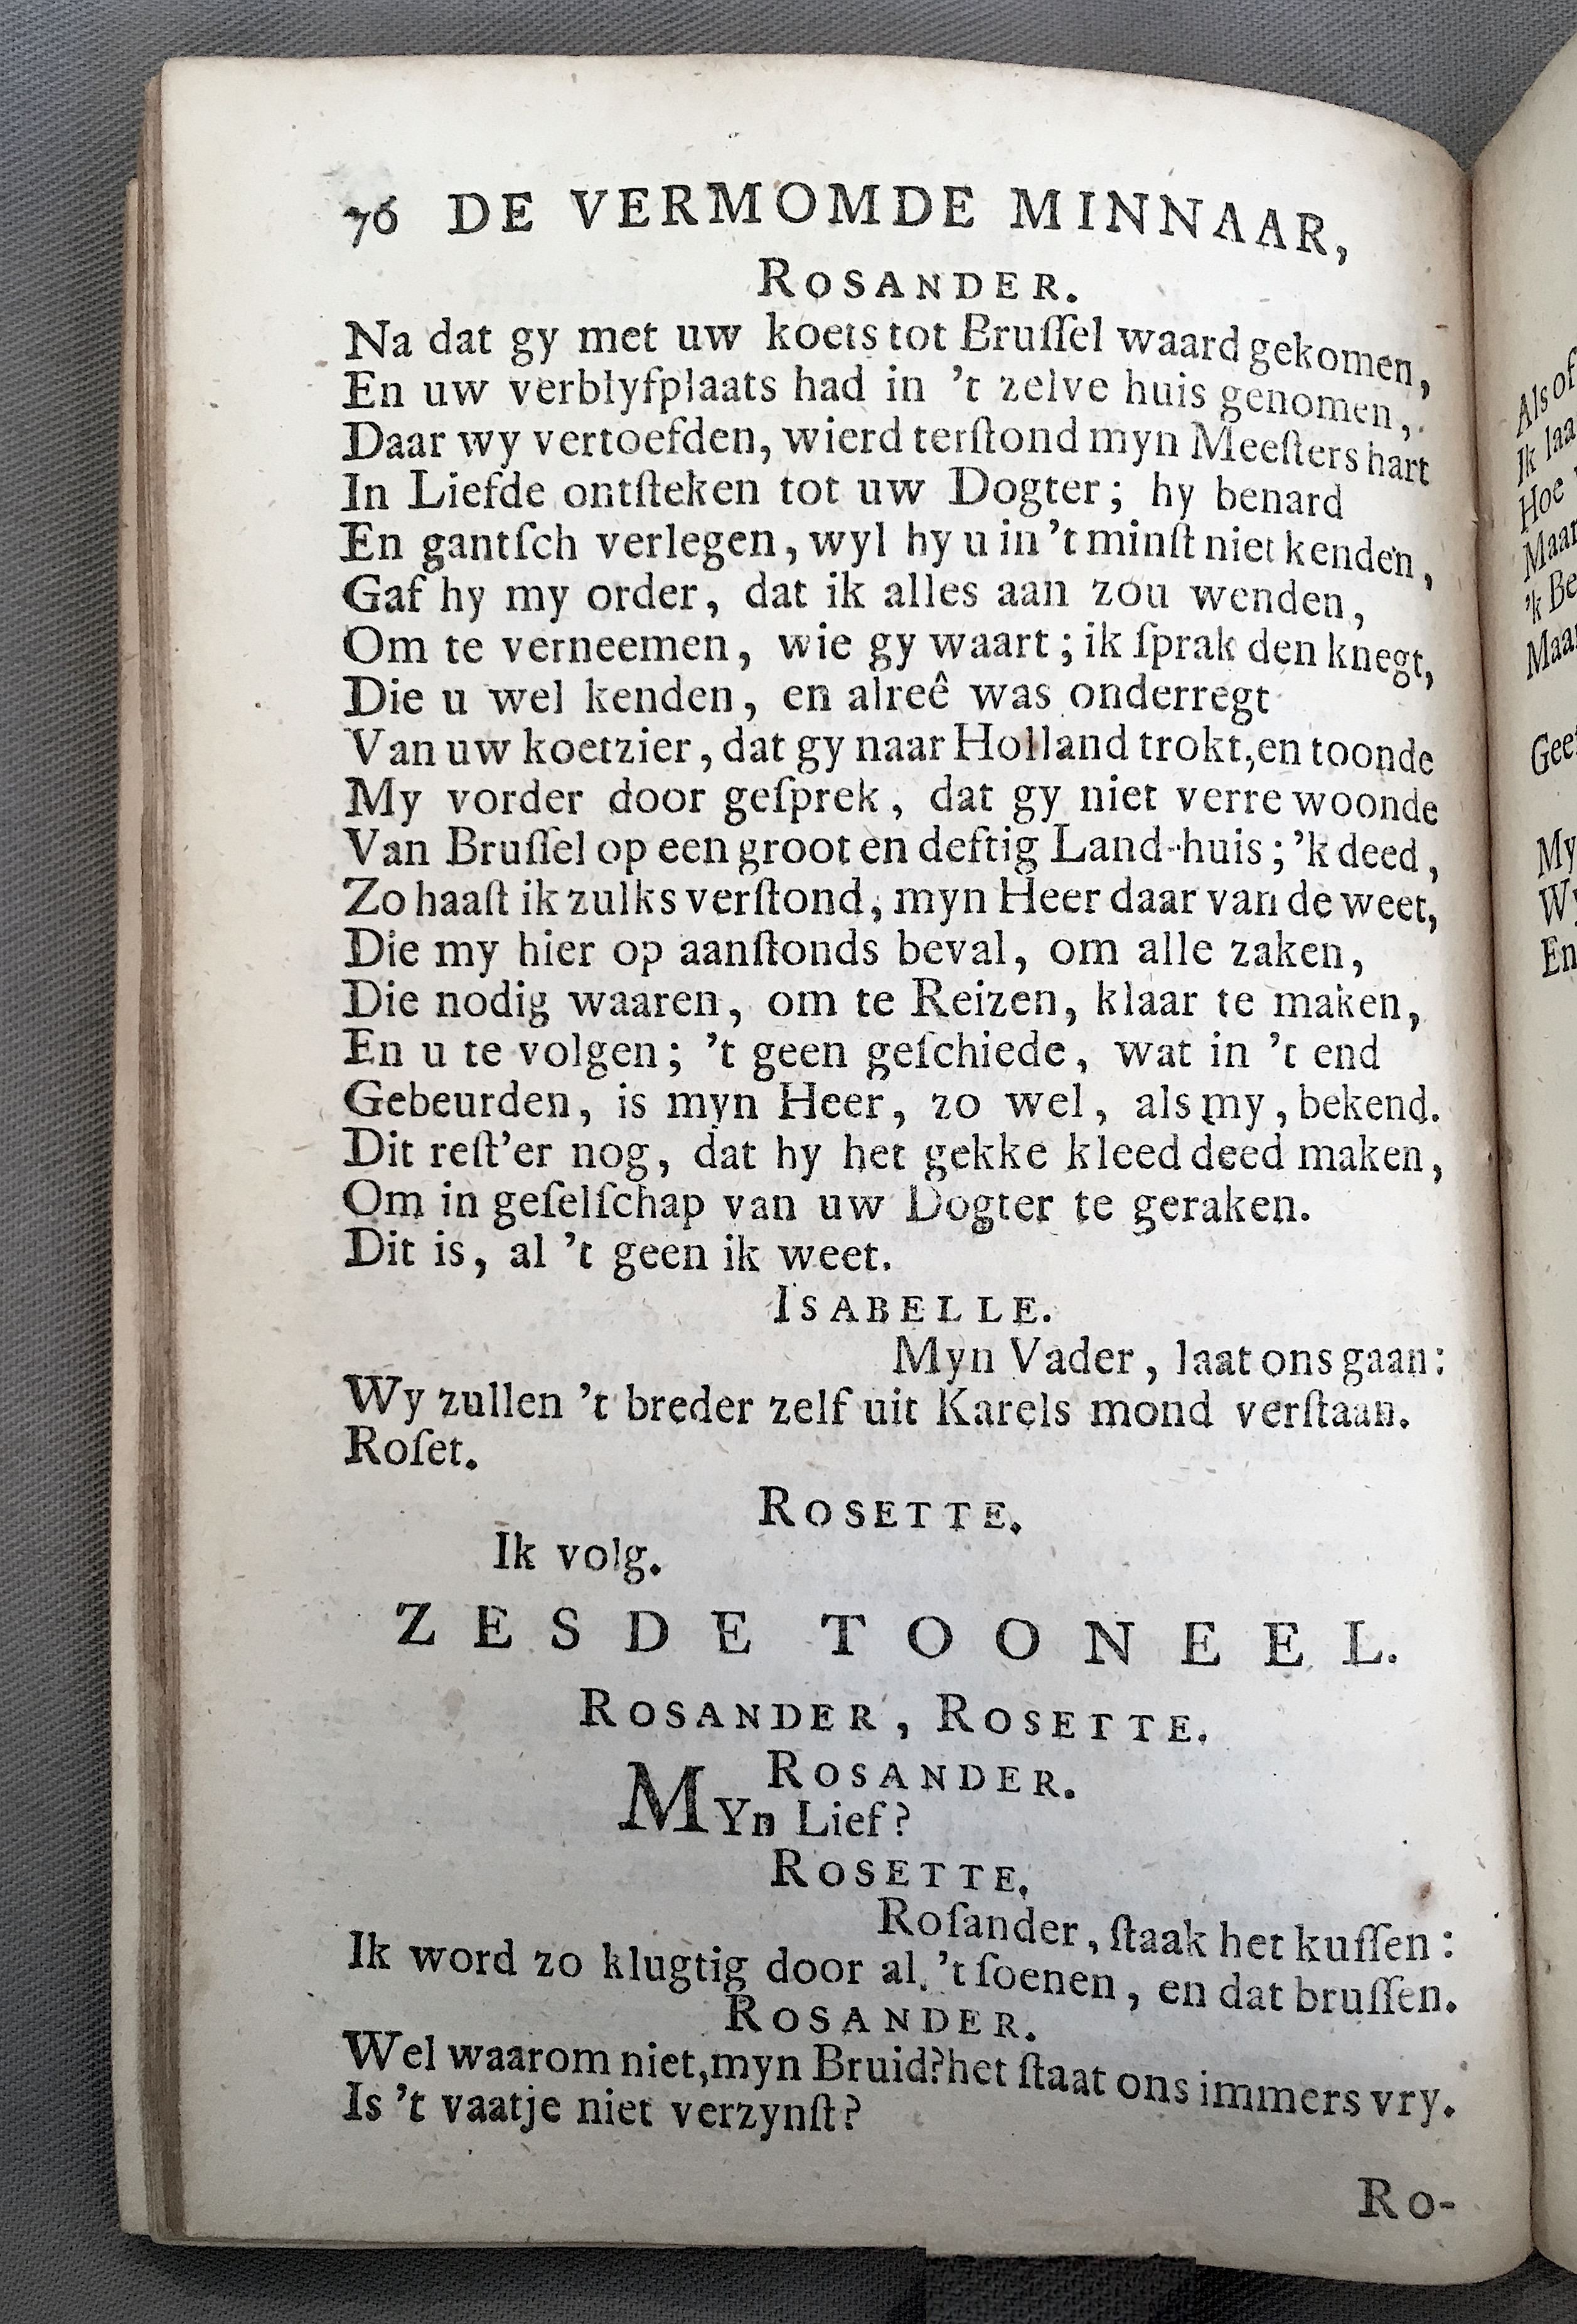 76 DE VERMOMDE MINNAAR,
ROSANDER.
Na dat gy met uw koets tot Bruſſel waard gekomen,
En uw verblyfplaats had in 't zelve huis genomen,
Daar wy vertoefden, wierd terſtond myn Meeſters hart
In Liefde ontſteken tot uw Dogter; hy benard
En gantſch verlegen, wyl hy u in 't minſt niet kenden,
Gaf hy my order, dat ik alles aan zou wenden,
Om te verneemen, wie gy waart; ik ſprak den knegt,
Die u wel kenden, en alreê was onderregt
Van uw koetzier, dat gy naar Holland trokt, en toonde
My vorder door geſprek, dat gy niet verre woonde
Van Bruſſel op een groot en deftig Land-huis; 'k deed,
Zo haaſt ik zulks verſtond, myn Heer daar van de weet,
Die my hier op aanſtonds beval, om alle zaken,
Die nodig waaren, om te Reizen, klaar te maken,
En u te volgen; 't geen geſchiede, wat in 't end
Gebeurden, is myn Heer, zo wel, als my, bekend.
Dit reſt'er nog, dat hy het gekke kleed deed maken,
Om in geſelſchap van uw Dogter te geraken.
Dit is, al 't geen ik weet.
ISABELLE.
Myn Vader, laat ons gaan:
Wy zullen 't breder zelf uit Karels mond verſtaan.
Roſet.
ROSETTE.
Ik volg.
ZESDE TOONEEL.
ROSANDER, ROSETTE.
ROSANDER.
MYn Lief?
ROSETTE.
Roſander, ſtaak het kuſſen:
Ik word zo klugtig door al 't ſoenen, en dat bruſſen.
ROSANDER.
Wel waarom niet, myn Bruid? het ſtaat ons immers vry.
Is 't vaatje niet verzynſt?
Ro-
Als of
Ik laa
Hoe
Maar
'k Be
Maar
Geef
My
Wy
En